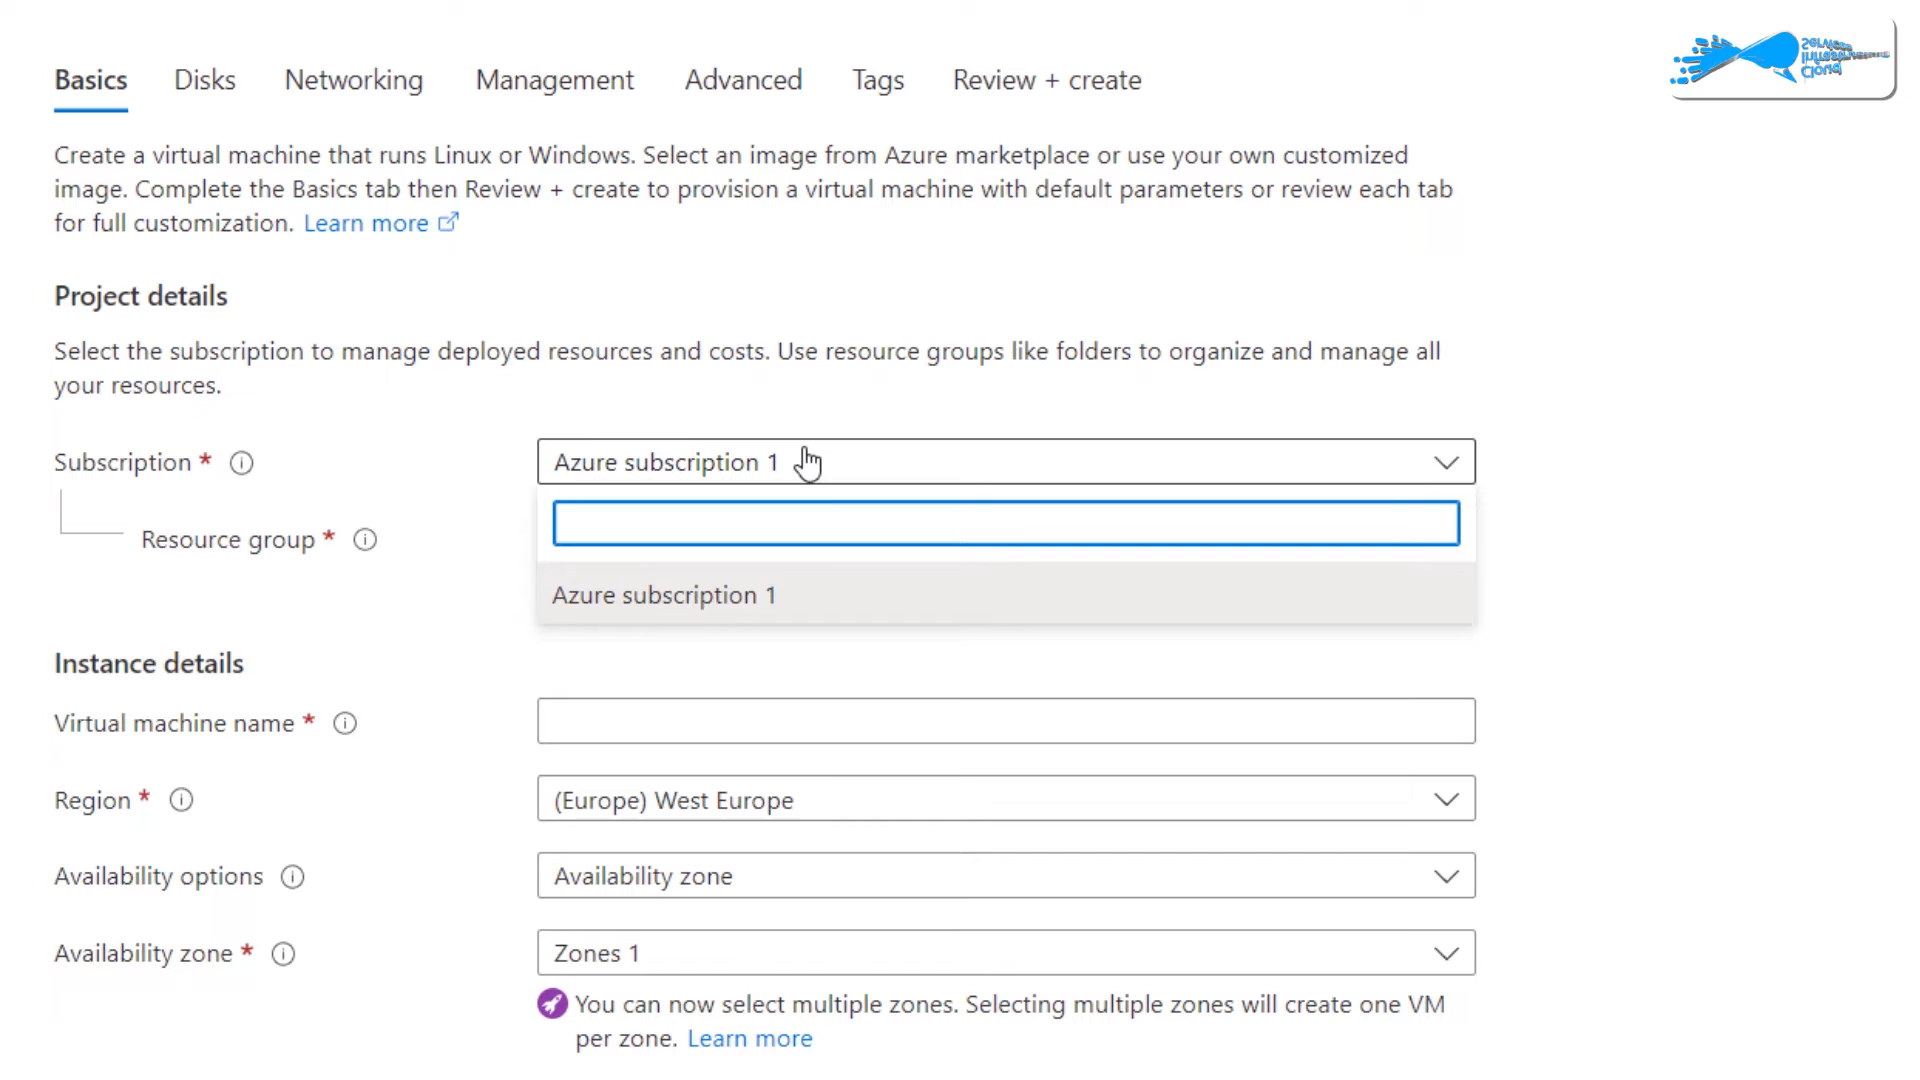 Basics Disks Networking Management Advanced Tags Review + create
Create a virtual machine that runs Linux or Windows. Select an image from Azure marketplace or use your own customized
image. Complete the Basics tab then Review + create to provision a virtual machine with default parameters or review each tab
for full customization. Learn more
Project details
Select the subscription to manage deployed resources and costs. Use resource groups like folders to organize and manage all
your resources.
Subscription *
Azure subscription 1
Resource group *
Azure subscription 1
Instance details
Virtual machine name *
Region *
(Europe) West Europe
Availability options
Availability zone
Availability zone *
Zones 1
You can now select multiple zones. Selecting multiple zones will create one VM
per zone. Learn more